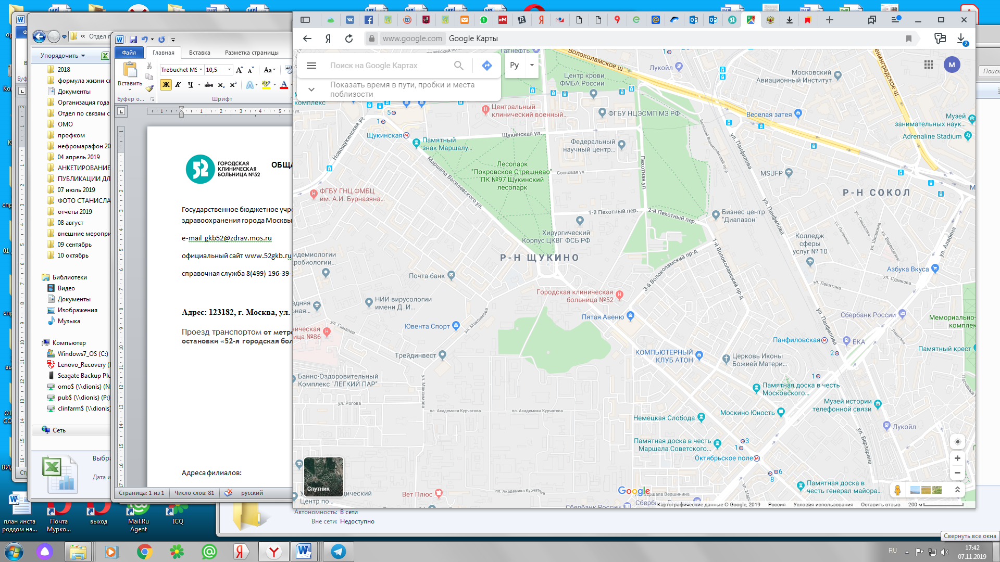 Отдел п
Упорядочить
2018
формула жизни сп
Документы
Организация года
Отдел по связям с
ОМО
профком
нефромарафон 20
04 апрель 2019
АНКЕТИРОВАНИЕ
ПУБЛИКАЦИИ ДЛ
07 июль 2019
ФОТО СТАНИСЛА
отчеты 2019
08 август
внешние меропри
09 сентябрь
10 октябрь
Библиотеки
Видео
Документы
Изображения
Музыка
Компьютер
Windows7_OS (C:)
Lenovo_Recovery (
Seagate Backup Plu
omo$ (\\dionis) (N:
pub$ (\\dionis) (P:)
clinfarm$ (\\dionis)
Сеть
Выбра
Дата и
Файл
Главная
Вставка
Разметка страницы
Вставить
Trebuchet MS
10,5
Буфер о...
Шрифт
ГОРОДСКАЯ
КЛИНИЧЕСКАЯ
БОЛЬНИЦА №52
52
ОБЩА
Государственное бюджетное учре
здравоохранения города Москвы
e-mail gkb52@zdrav.mos.ru
официальный сайт www.52gkb.ru
справочная служба 8(499) 196-39-
Адрес: 123182, г. Москва, ул.
Проезд транспортом от метро
остановки «52-я городская бол
Адреса филиалов:
Страница: 1 из 1
Число слов: 81
русский
www.google.com
Google Карты
Поиск на Google Картах
Показать время в пути, пробки и места
поблизости
Ру
М
Волоколамское ш.
Лукойл
Московский
Авиационный Институт
Центр крови
ФМБА России
Центральный
клинический военный...
ФГБУ НЦЭСМП МЗ РФ
Веселая затея
Музей
занимательных наук...
Adrenaline Stadium
Щукинская
Щукинская ул.
Памятный
знак Маршалу...
Федеральный
научный центр...
Новощукинская ул.
Лесопарк
"Покровское-Стрешнево"
ПК №97 Щукинский
лесопарк
Сосновая ул.
Пехотная ул.
Маршала Василевского ул.
ул. Панфилова
MSUFP
Р-Н СОКОЛ
ФГБУ ГНЦ ФМБЦ
им. А.И. Бурназяна...
1-й Пехотный пер.
2-й Пехотный пер.
Бизнес-центр
"Диапазон"
Хирургический
Корпус ЦКВГ ФСБ РФ
Колледж
сферы
услуг № 10
ул. Алабяна
Р-Н ЩУКИНО
идемиологии
кробиологии...
Почта-банк
Азбука Вкуса
ул. Сурикова
ул. Левитана
1-й Волоколамский пр-д
3-й Волоколамский пр-д
Городская клиническая
больница №52
НИИ вирусологии
имени Д. И...
Пятая Авеню
Сбербанк России
Мемориально-
комплекс
ул. Гамалеи
Ювента Спорт
ул. Максимова
ническая
ица №86
Панфиловская
ЕКА
Памятный крест
Трейдинвест
КОМПЬЮТЕРНЫЙ
КЛУБ АТОН
Церковь Иконы
Божией Матери...
Банно-Оздоровительный
Комплекс "ЛЕГКИЙ ПАР"
Памятная доска в честь
Московского...
Музей истории
телефонной связи
ул. Рогова
пл. Академика Курчатова
пл. Академика Курчатова
Немецкая Слобода
Москино Юность
Лукойл
ул. Берзарина
Памятная доска в честь
Маршала Советского...
Октябрьское поле
Вет Плюс
Памятная доска в
честь генерал-майора...
Спутник
Google
Картографические данные © Google, 2019
Россия
Условия использования
Оставить отзыв
200 м
Автономность: В сети
Вне сети: Недоступно
план инста
роддом на...
Почта
Мурко...
выход
Mail.Ru
Agent
ICQ
Свернуть все окна
RU
17:42
07.11.2019